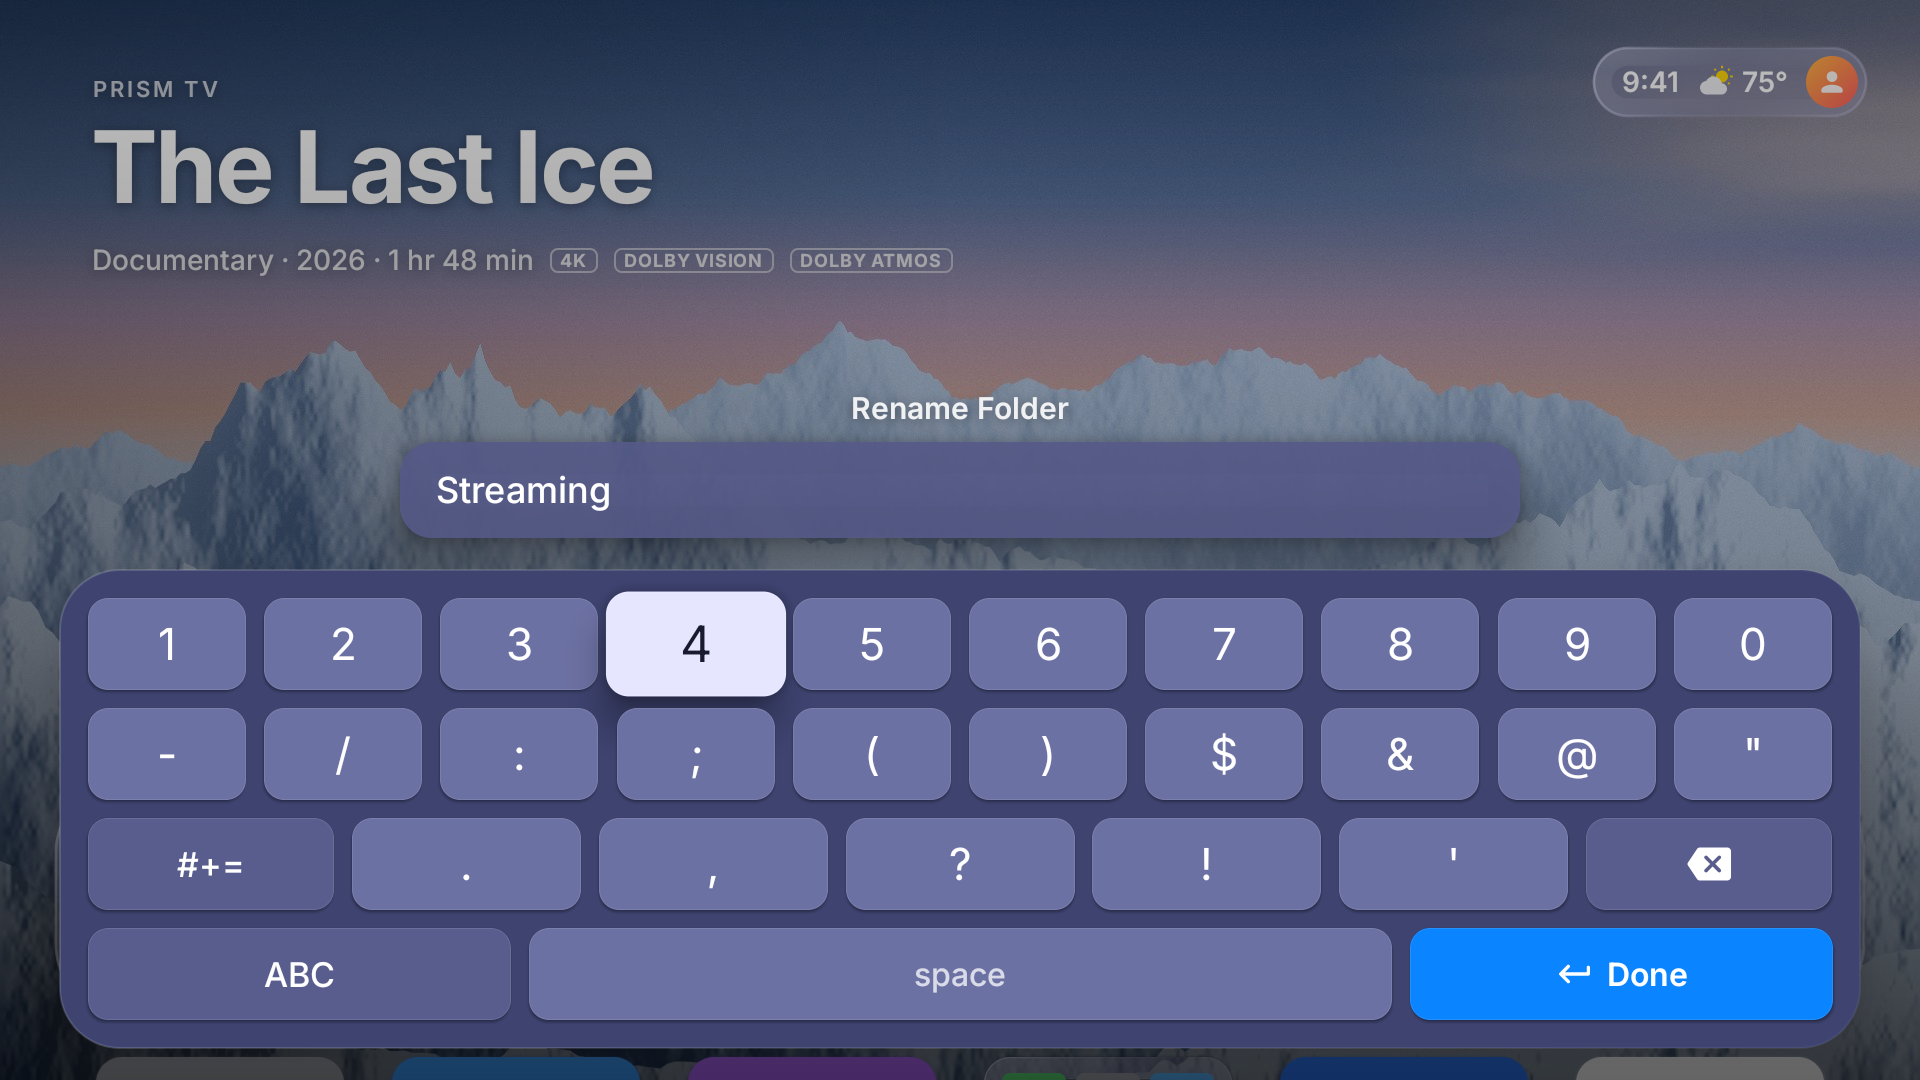 PRISM TV
9:41 75°
The Last Ice
Documentary · 2026 · 1 hr 48 min 4K DOLBY VISION DOLBY ATMOS
Rename Folder
Streaming
1 2 3 4 5 6 7 8 9 0
- / : ; ( ) $ & @ "
#+= . , ? ! '
ABC space Done